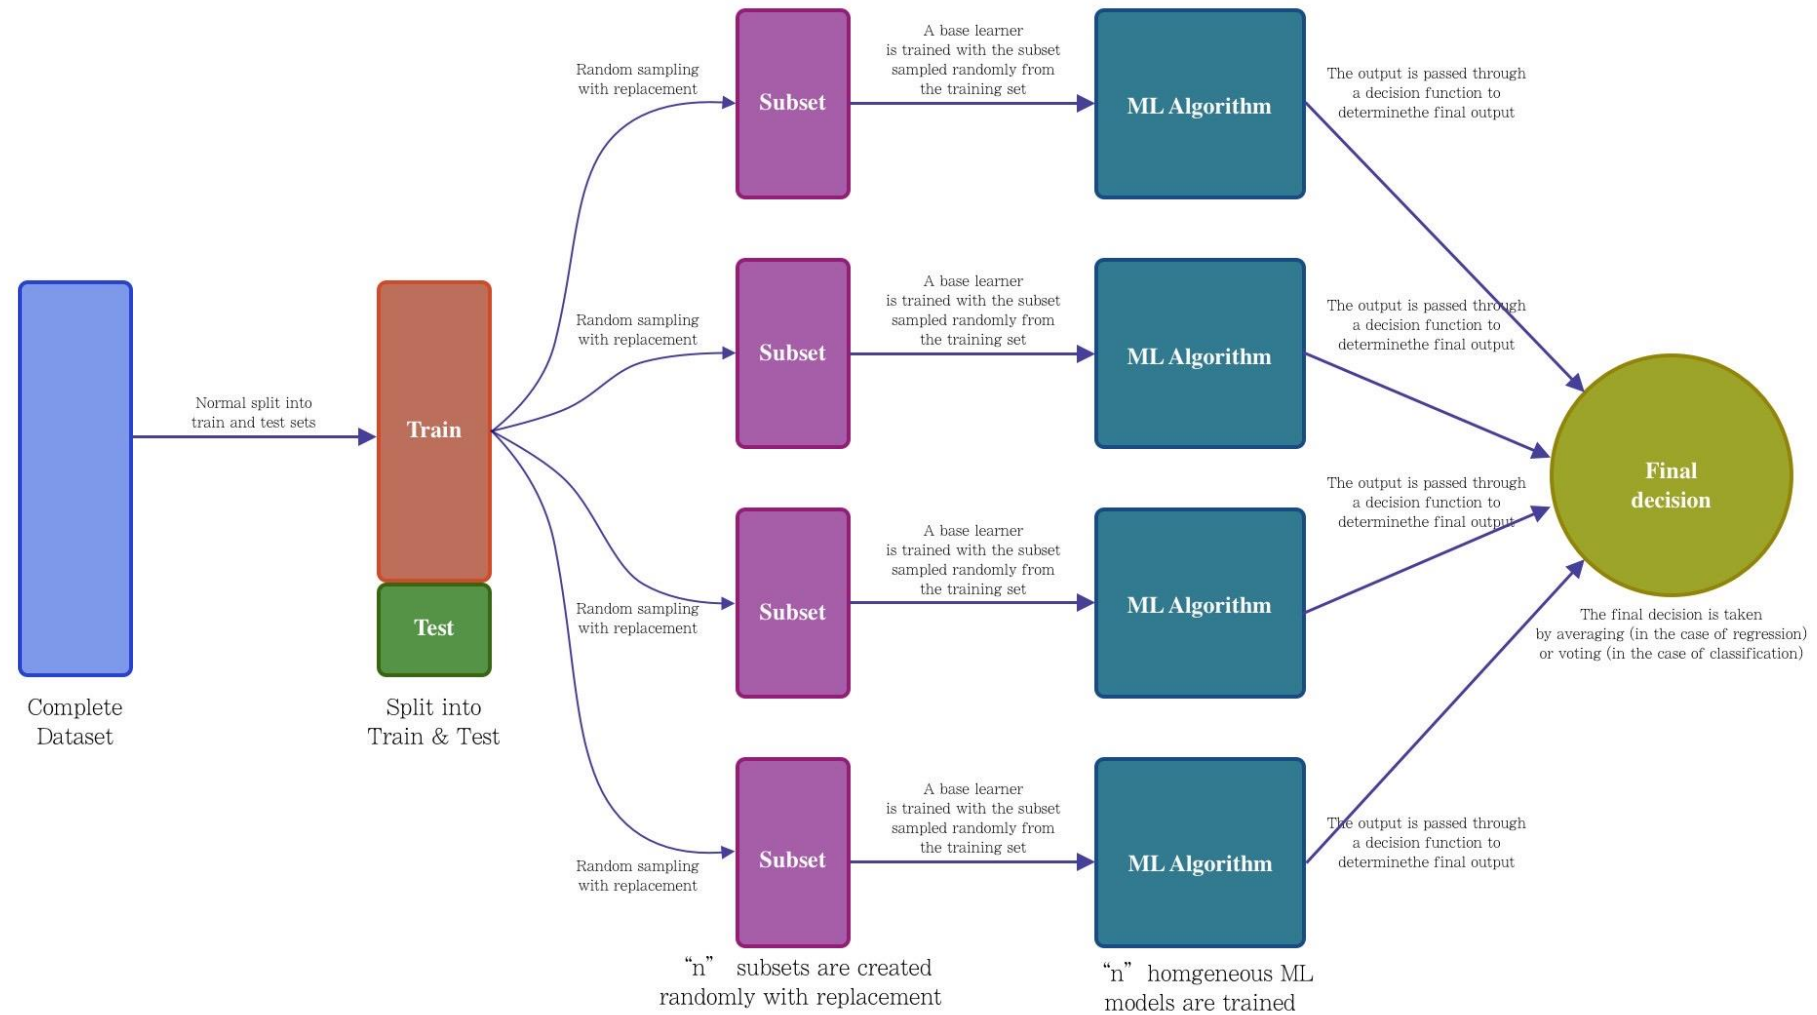 Complete
Dataset
Normal split into
train and test sets
Train
Test
Split into
Train & Test
Random sampling
with replacement
Subset
A base learner
is trained with the subset
sampled randomly from
the training set
ML Algorithm
The output is passed through
a decision function to
determinethe final output
Random sampling
with replacement
Subset
A base learner
is trained with the subset
sampled randomly from
the training set
ML Algorithm
The output is passed through
a decision function to
determinethe final output
Random sampling
with replacement
Subset
A base learner
is trained with the subset
sampled randomly from
the training set
ML Algorithm
The output is passed through
a decision function to
determinethe final output
Random sampling
with replacement
Subset
A base learner
is trained with the subset
sampled randomly from
the training set
ML Algorithm
The output is passed through
a decision function to
determinethe final output
“n” subsets are created
randomly with replacement
“n” homgeneous ML
models are trained
Final
decision
The final decision is taken
by averaging (in the case of regression)
or voting (in the case of classification)